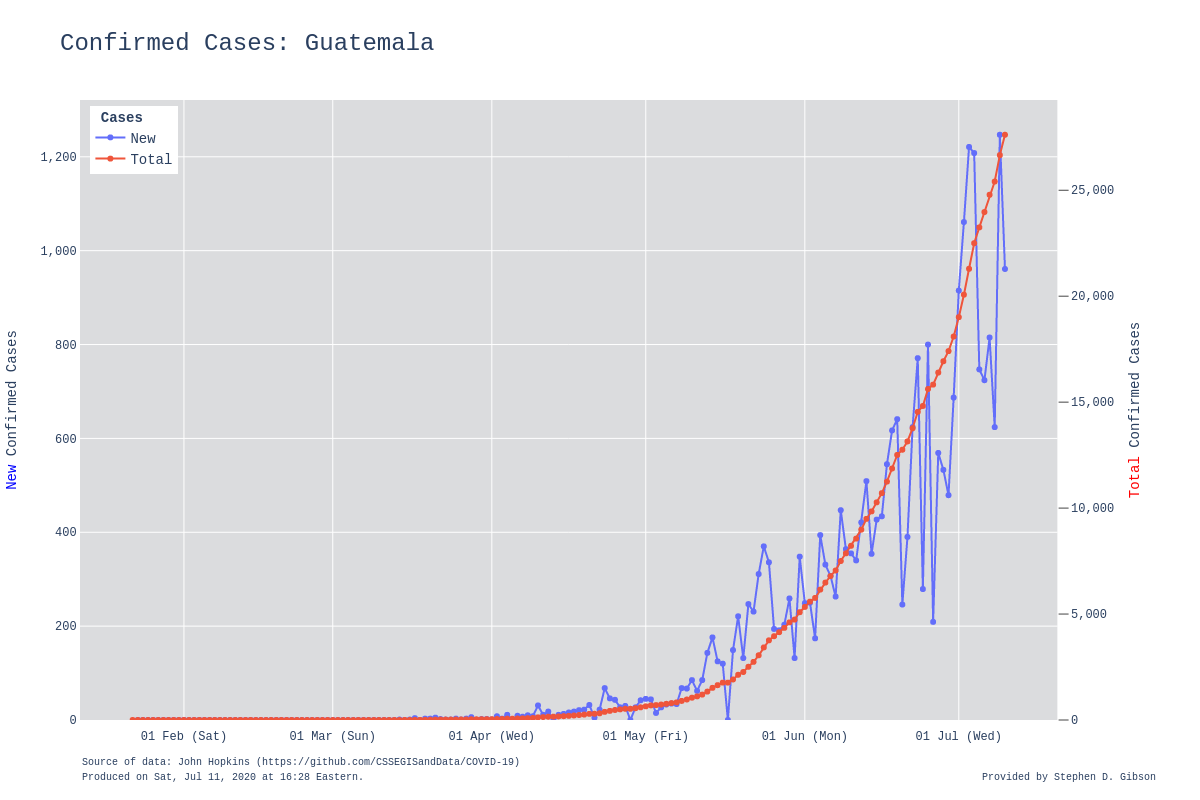 Confirmed Cases: Guatemala
Cases
New
Total
1,200
1,000
800
600
400
200
0
25,000
20,000
15,000
10,000
5,000
0
New Confirmed Cases
Total Confirmed Cases
01 Feb (Sat)
01 Mar (Sun)
01 Apr (Wed)
01 May (Fri)
01 Jun (Mon)
01 Jul (Wed)
Source of data: John Hopkins (https://github.com/CSSEGISandData/COVID-19)
Produced on Sat, Jul 11, 2020 at 16:28 Eastern.
Provided by Stephen D. Gibson